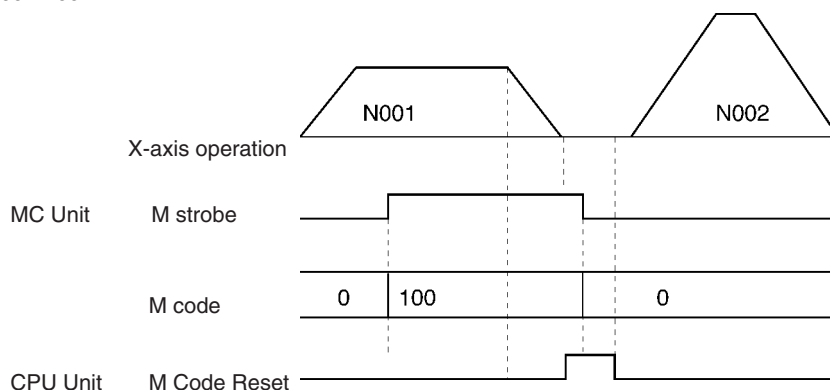 N001
N002
X-axis operation
MC Unit M strobe
M code 0 100 0
CPU Unit M Code Reset